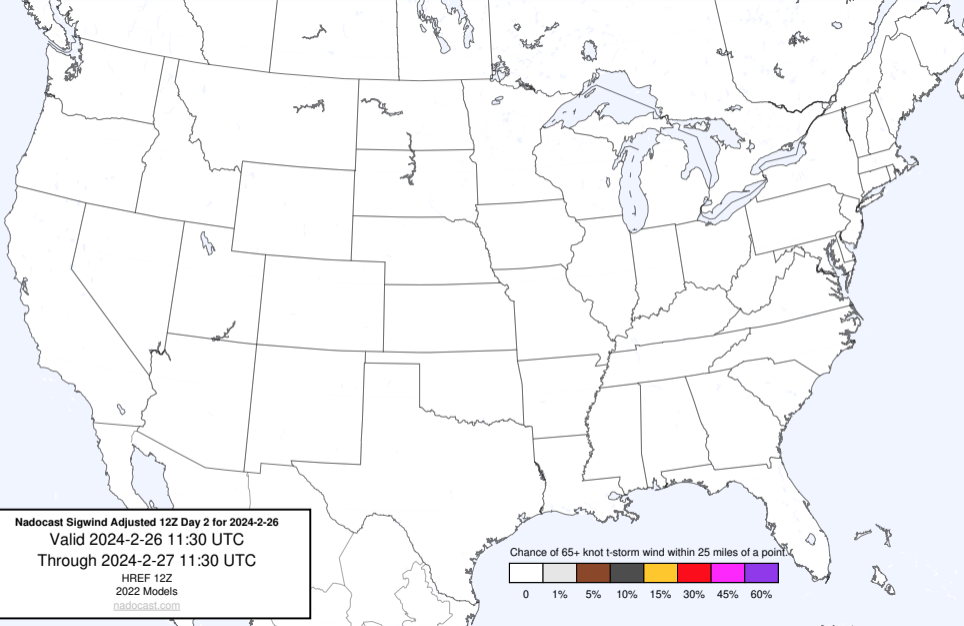 Nadocast Sigwind Adjusted 12Z Day 2 for 2024-2-26
Valid 2024-2-26 11:30 UTC
Through 2024-2-27 11:30 UTC
HREF 12Z
2022 Models
nadocast.com
Chance of 65+ knot t-storm wind within 25 miles of a point.
0 1% 5% 10% 15% 30% 45% 60%